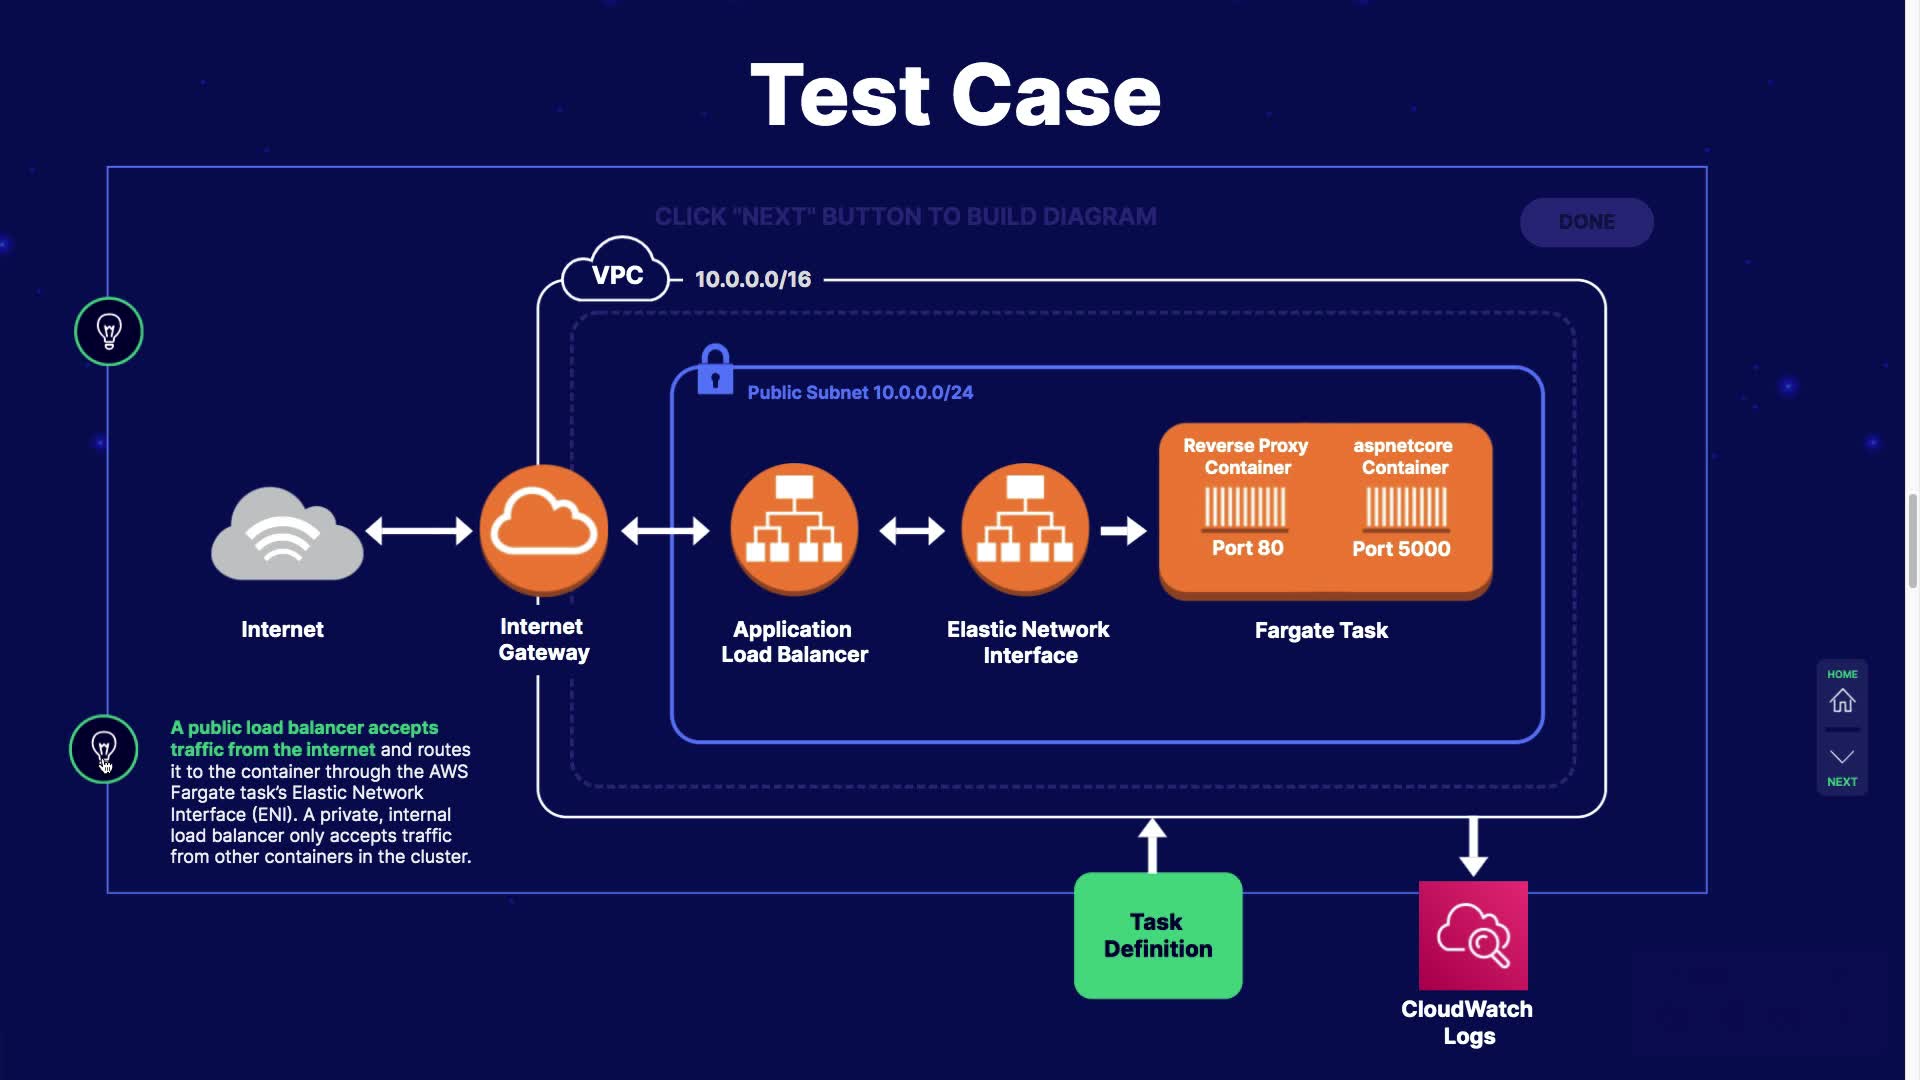 Test Case
CLICK "NEXT" BUTTON TO BUILD DIAGRAM
DONE
VPC
10.0.0.0/16
Public Subnet 10.0.0.0/24
Reverse Proxy
Container
Port 80
aspnetcore
Container
Port 5000
Internet
Internet
Gateway
Application
Load Balancer
Elastic Network
Interface
Fargate Task
HOME
NEXT
A public load balancer accepts
traffic from the internet and routes
it to the container through the AWS
Fargate task's Elastic Network
Interface (ENI). A private, internal
load balancer only accepts traffic
from other containers in the cluster.
Task
Definition
CloudWatch
Logs